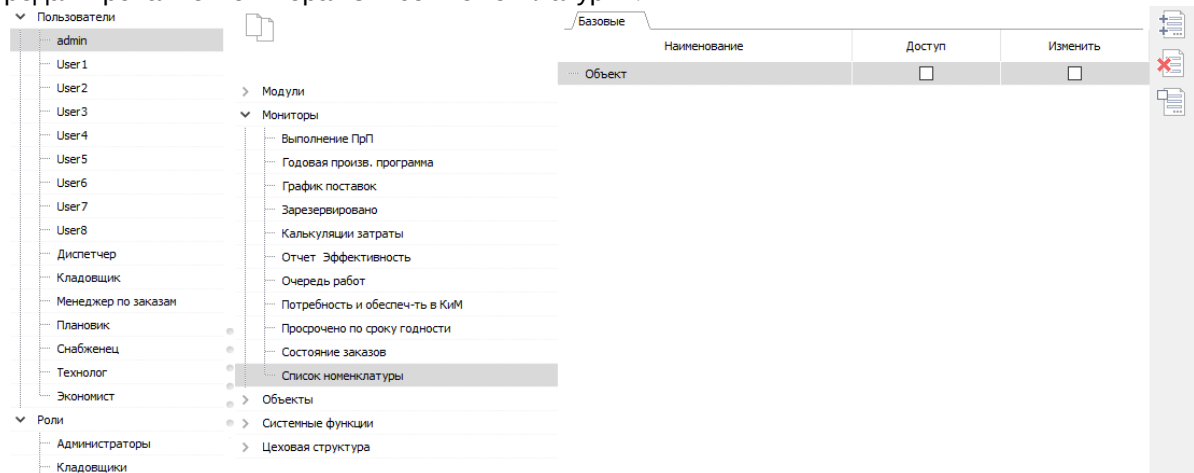 Пользователи
admin
User1
User2
User3
User4
User5
User6
User7
User8
Диспетчер
Кладовщик
Менеджер по заказам
Плановик
Снабженец
Технолог
Экономист
Роли
Администраторы
Кладовщики
Модули
Мониторы
Выполнение ПрП
Годовая произв. программа
График поставок
Зарезервировано
Калькуляции затраты
Отчет Эффективность
Очередь работ
Потребность и обеспеч-ть в КиМ
Просрочено по сроку годности
Состояние заказов
Список номенклатуры
Объекты
Системные функции
Цеховая структура
Базовые
Наименование Доступ Изменить
Объект